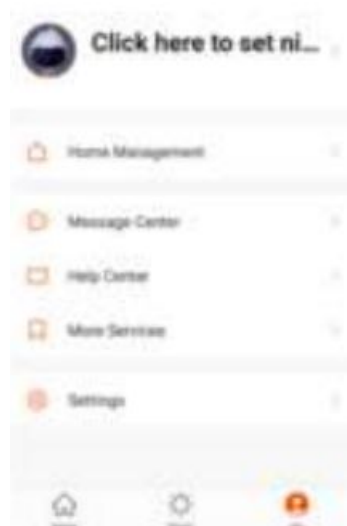 Click here to set ni...
Home Management
Message Center
Help Center
More Services
Settings